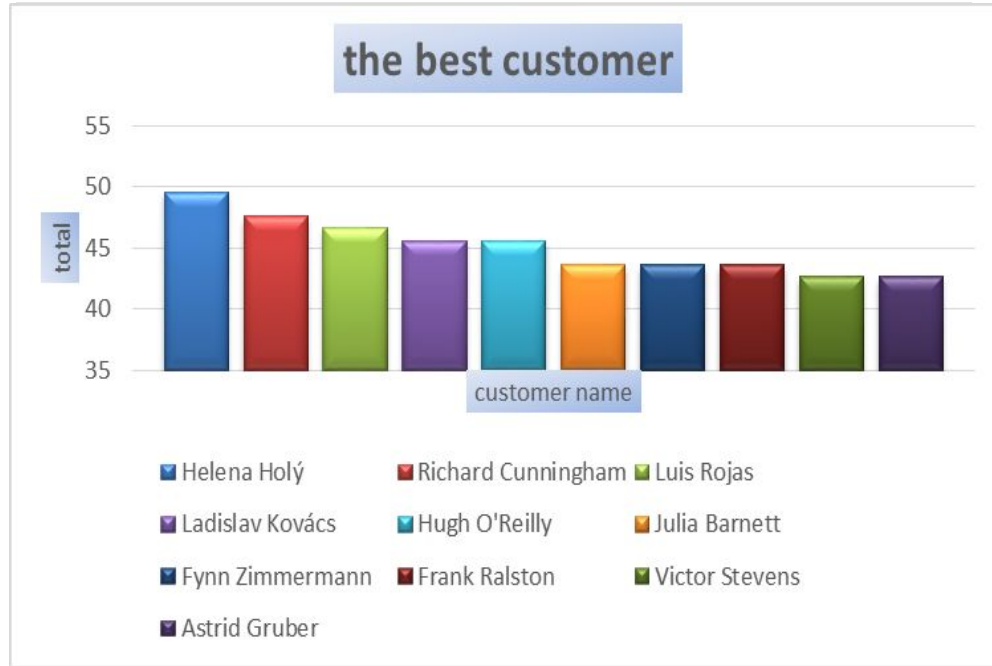 the best customer
55
50
45
40
35
total
customer name
Helena Holý Richard Cunningham Luis Rojas
Ladislav Kovács Hugh O'Reilly Julia Barnett
Fynn Zimmermann Frank Ralston Victor Stevens
Astrid Gruber